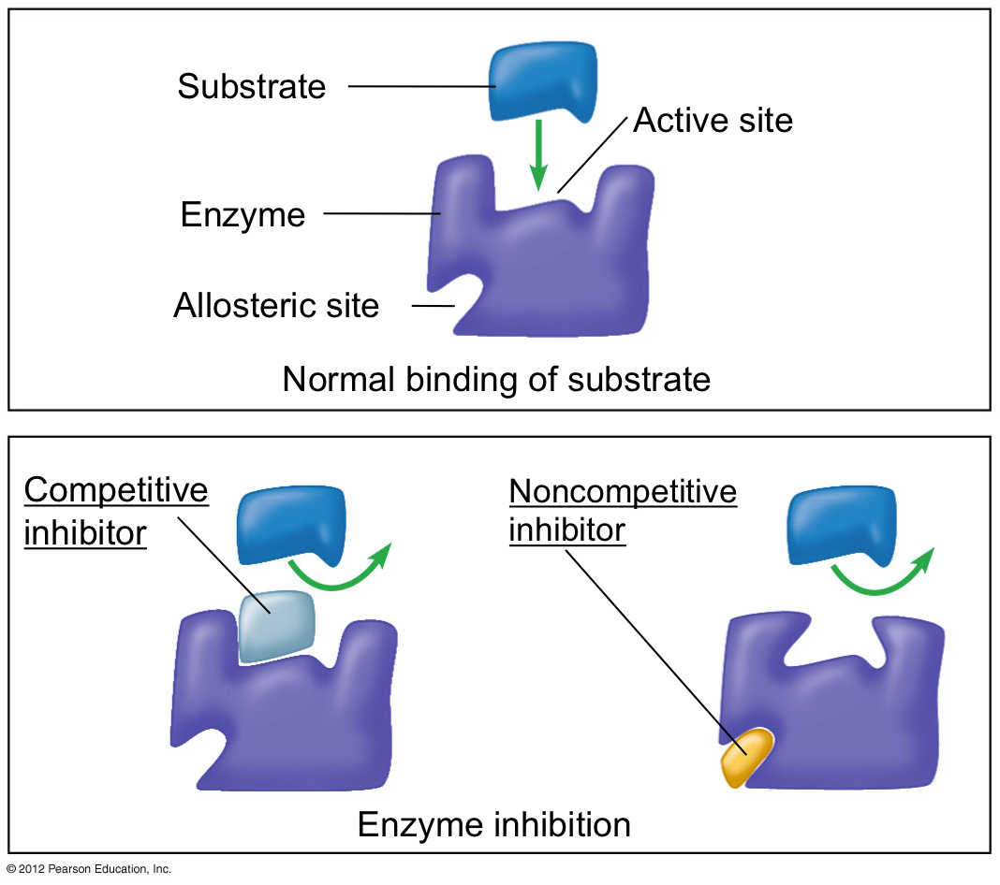 Substrate
Active site
Enzyme
Allosteric site
Normal binding of substrate
Competitive
inhibitor
Noncompetitive
inhibitor
Enzyme inhibition
© 2012 Pearson Education, Inc.